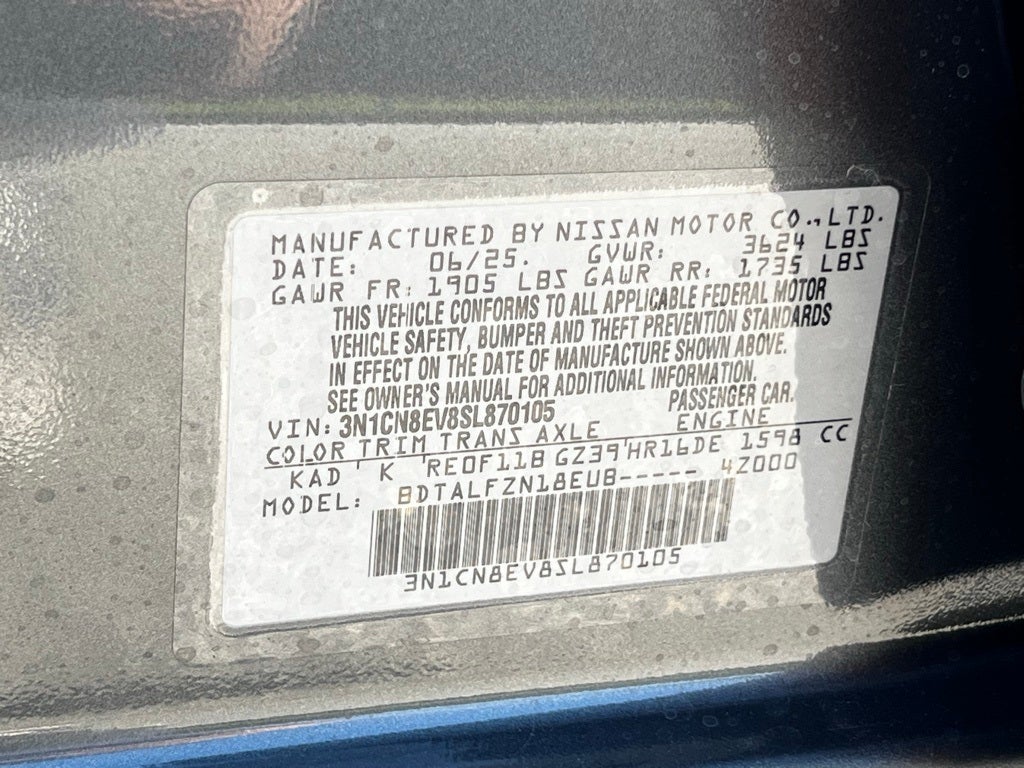 MANUFACTURED BY NISSAN MOTOR CO., LTD.
DATE: 06/25. GVWR: 3624 LBS
GAWR FR: 1905 LBS GAWR RR: 1735 LBS
THIS VEHICLE CONFORMS TO ALL APPLICABLE FEDERAL MOTOR
VEHICLE SAFETY, BUMPER AND THEFT PREVENTION STANDARDS
IN EFFECT ON THE DATE OF MANUFACTURE SHOWN ABOVE.
SEE OWNER'S MANUAL FOR ADDITIONAL INFORMATION.
VIN: 3N1CN8EV8SL870105 PASSENGER CAR.
COLOR TRIM TRANS AXLE ENGINE
KAD K RE0F11B GZ39 HR16DE 1598 CC
MODEL: BDTALFZN18EUB----- 4Z000
3N1CN8EV8SL870105